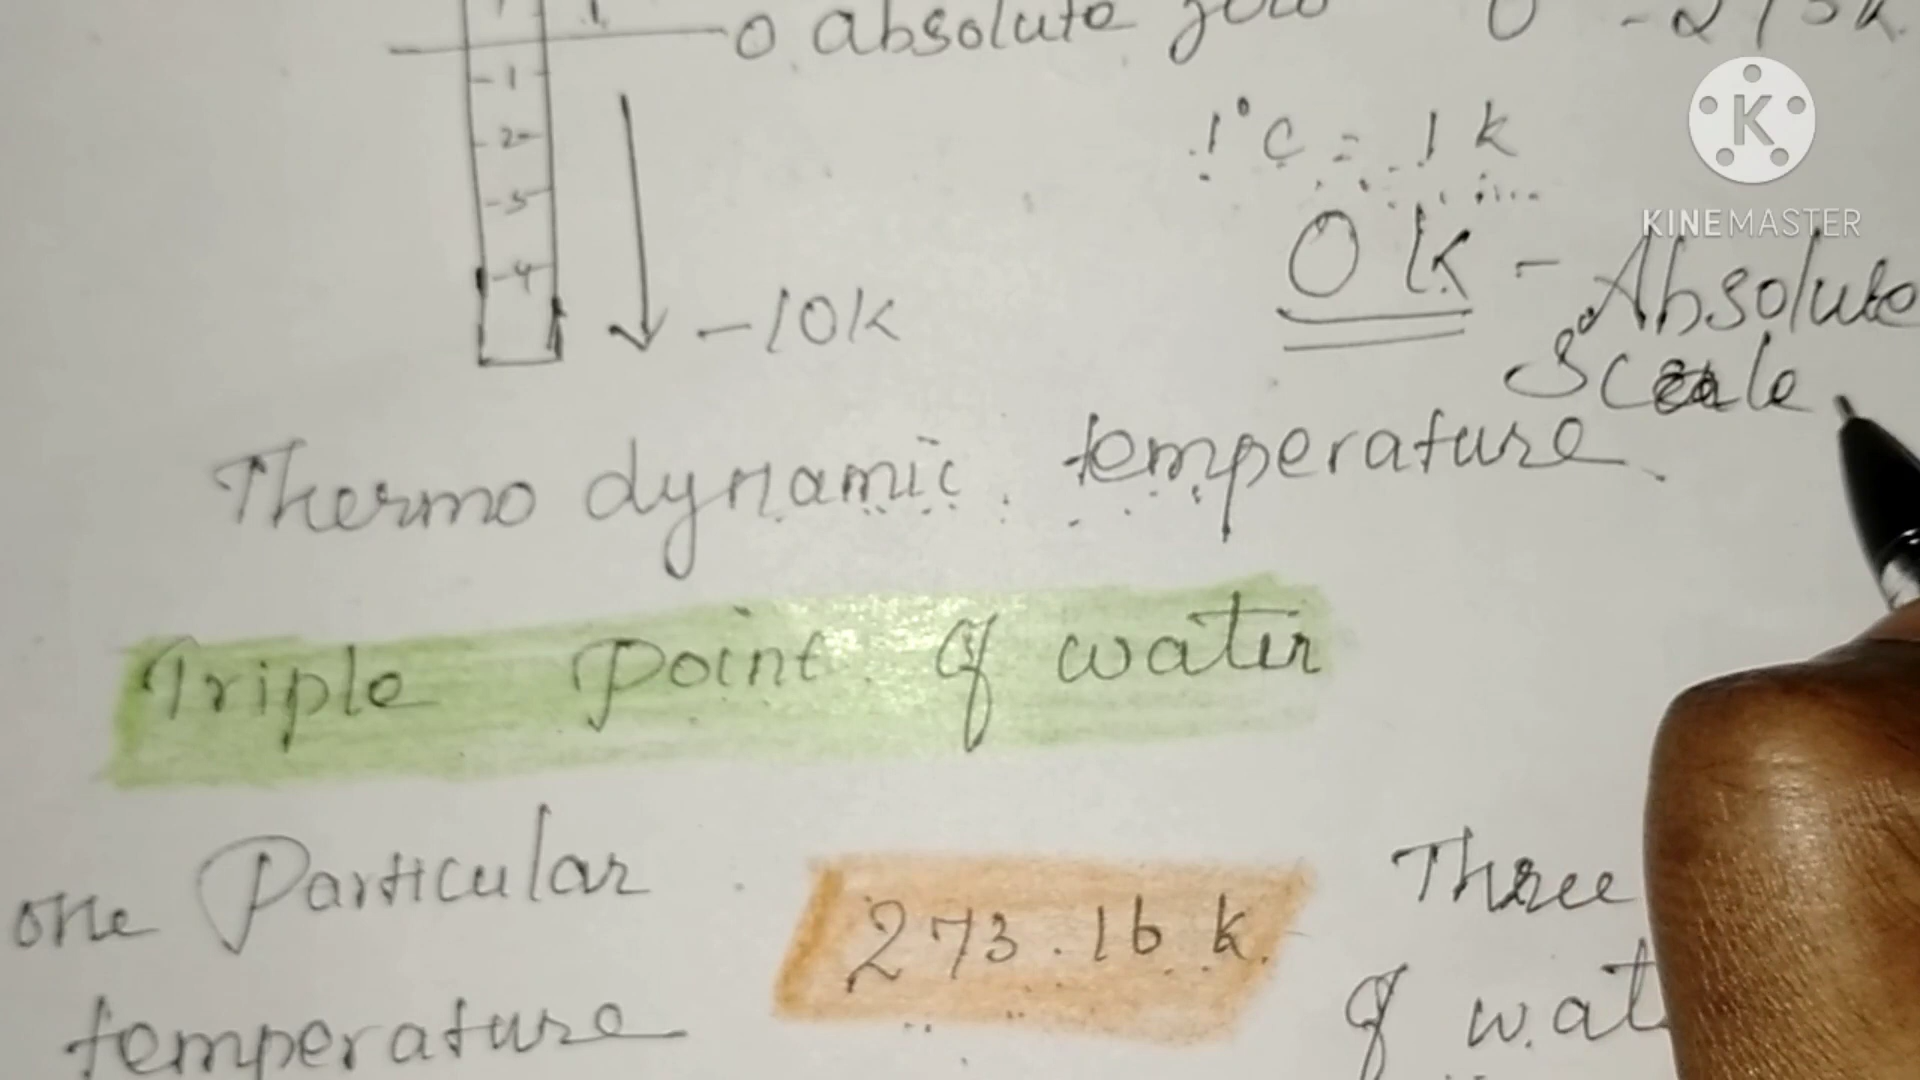 0 absolute
-1
-2
-3
-4
1°C = 1 k
0 K - Absolute
Scale
-10K
Thermo dynamic temperature
Triple Point of water
one Particular
273.16 k
Three
temperature
of wat
K
KINEMASTER